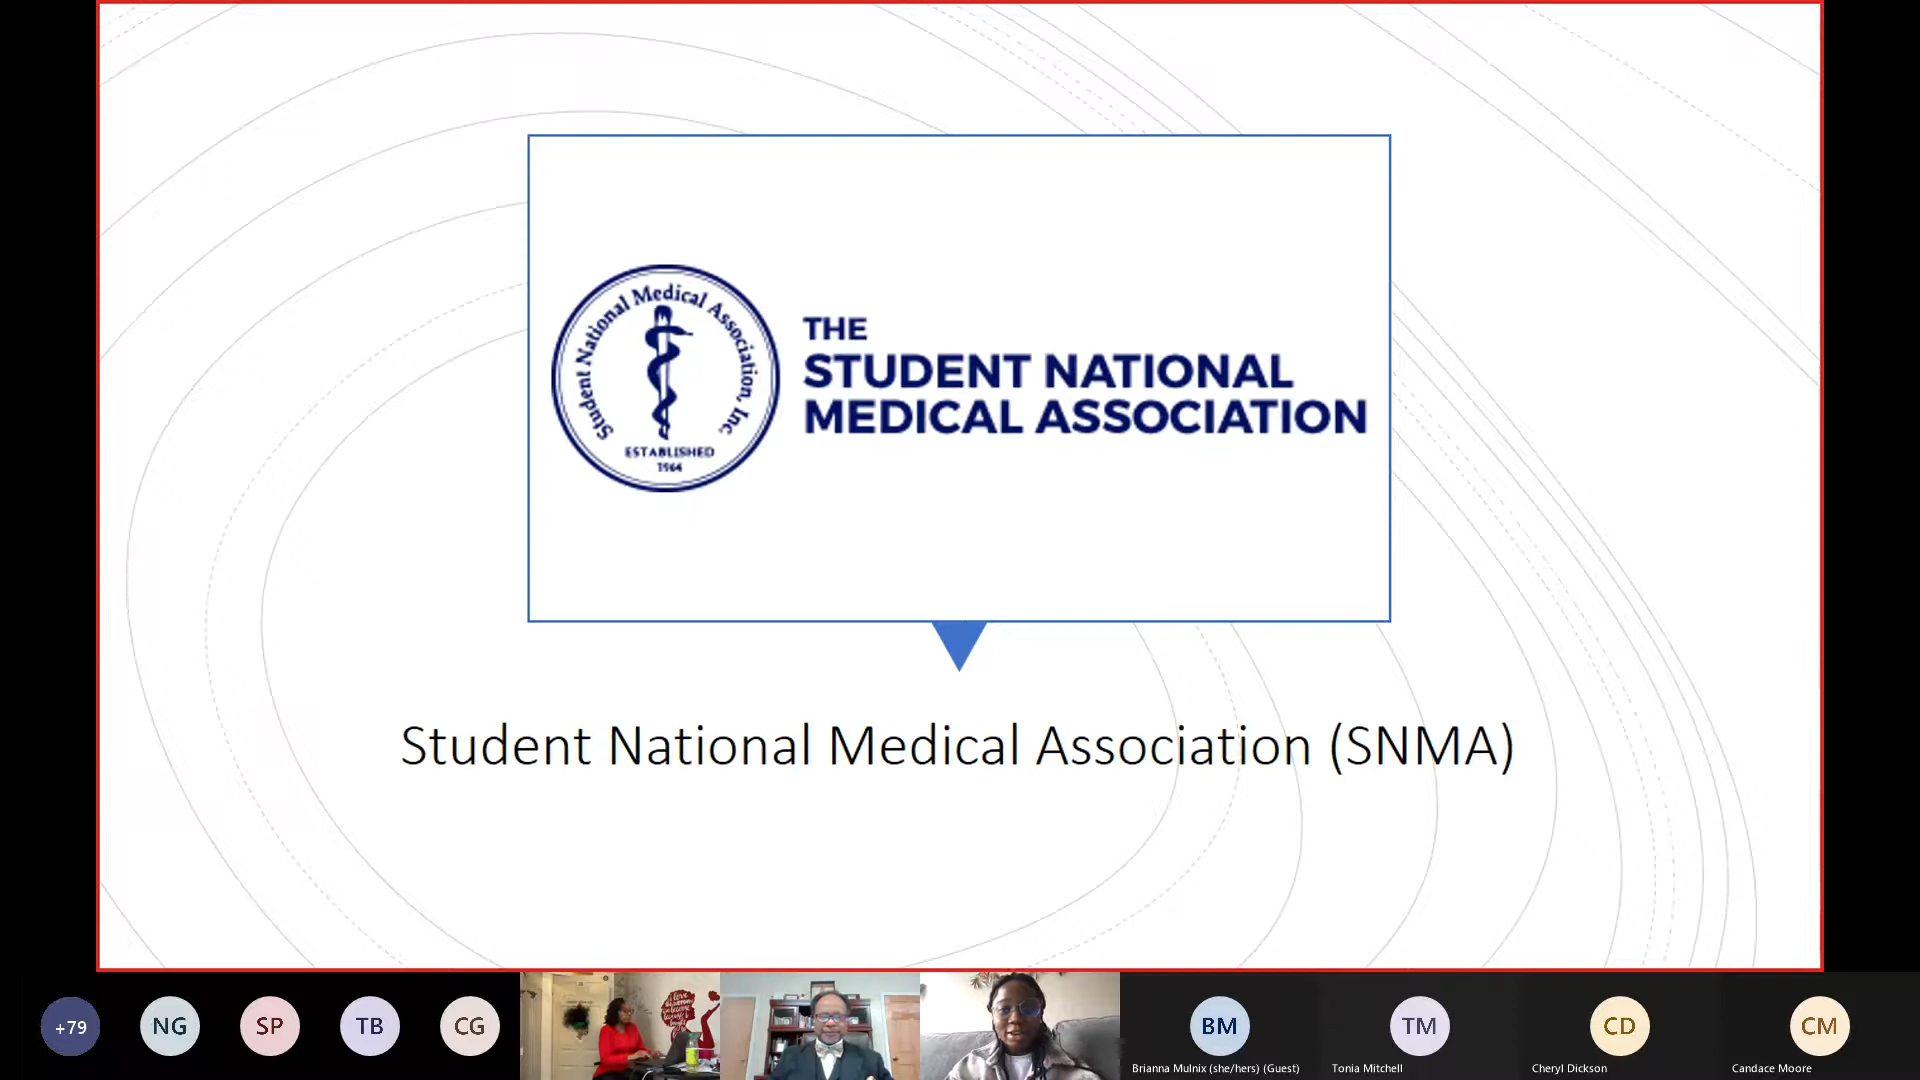 Student National Medical Association, Inc.
ESTABLISHED
1964
THE
STUDENT NATIONAL
MEDICAL ASSOCIATION
Student National Medical Association (SNMA)
+79
NG
SP
TB
CG
BM
TM
CD
CM
Brianna Mulnix (she/hers) (Guest)
Tonia Mitchell
Cheryl Dickson
Candace Moore